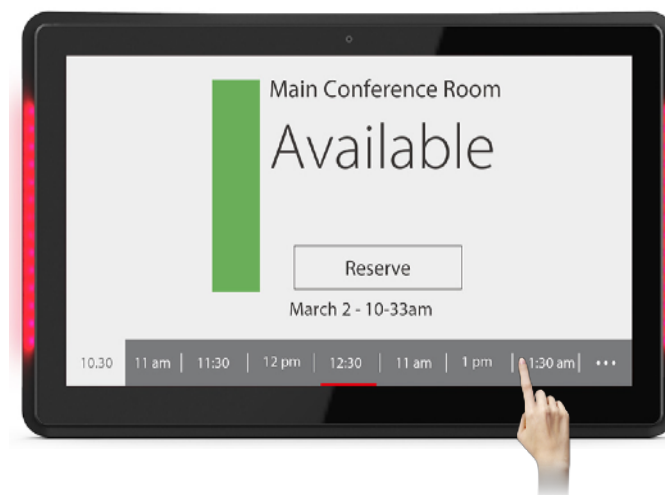 Main Conference Room
Available
Reserve
March 2 - 10-33am
10.30 11 am 11:30 12 pm 12:30 11 am 1 pm 1:30 am ...